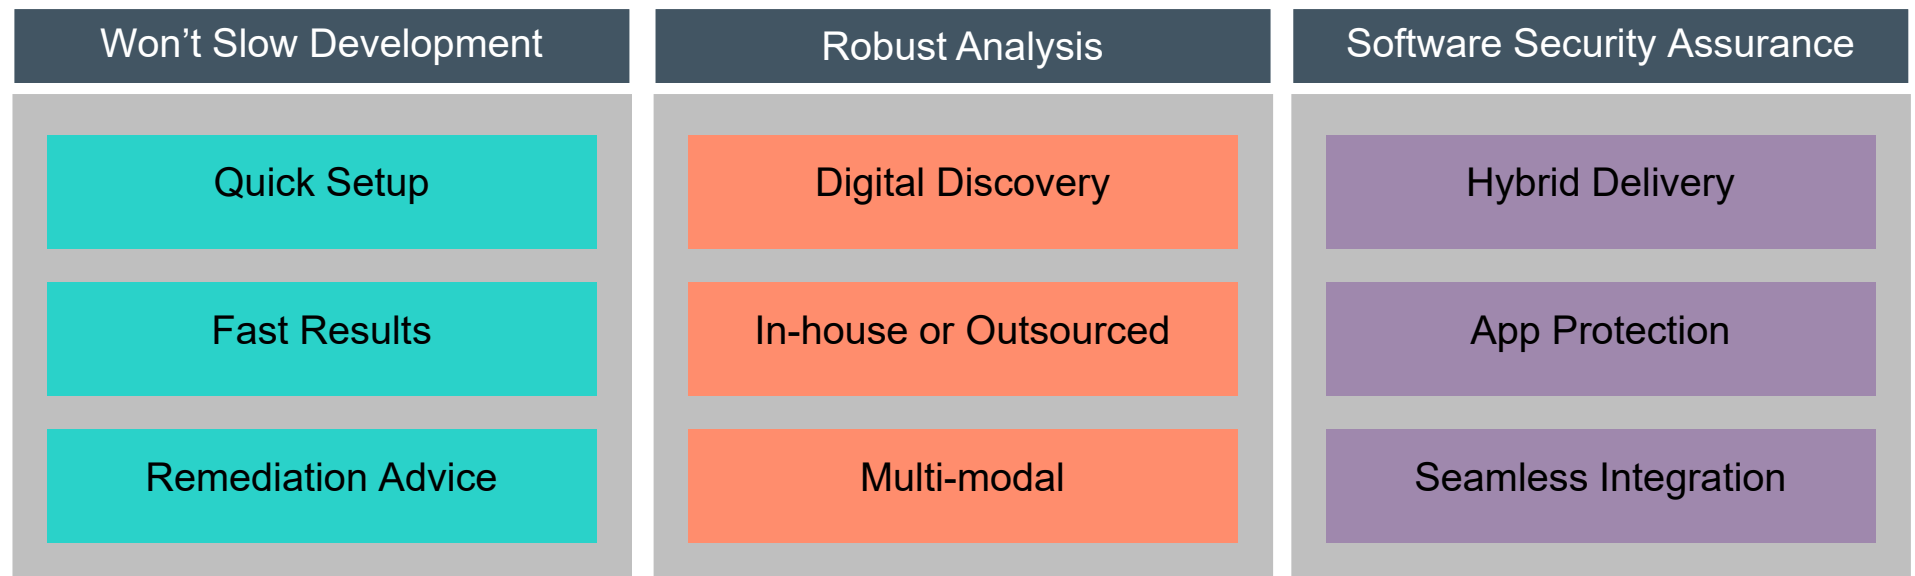 Won’t Slow Development
Quick Setup
Fast Results
Remediation Advice
Robust Analysis
Digital Discovery
In-house or Outsourced
Multi-modal
Software Security Assurance
Hybrid Delivery
App Protection
Seamless Integration